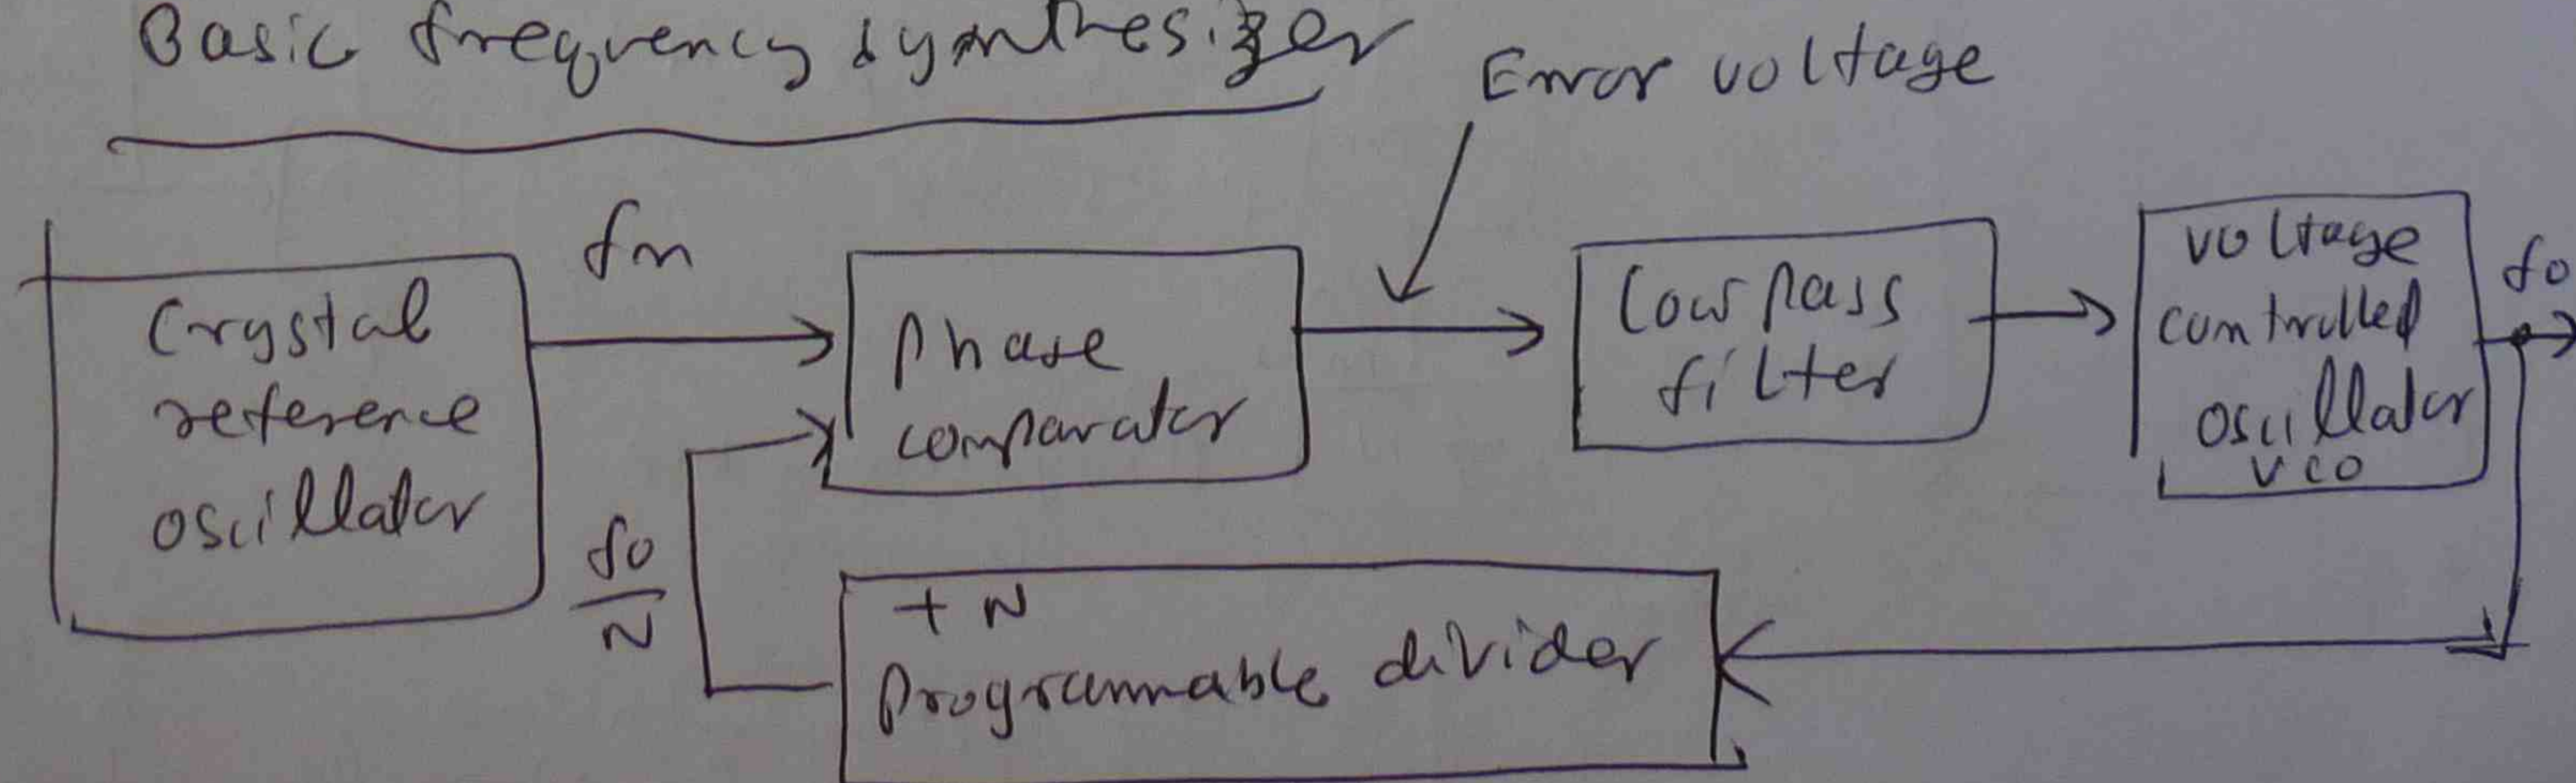 Basic frequency synthesizer
Error voltage
fn
Crystal
reference
oscillator
phase
comparator
Low pass
filter
voltage
controlled
oscillator
VCO
fo
fo
N
+ N
Programmable divider